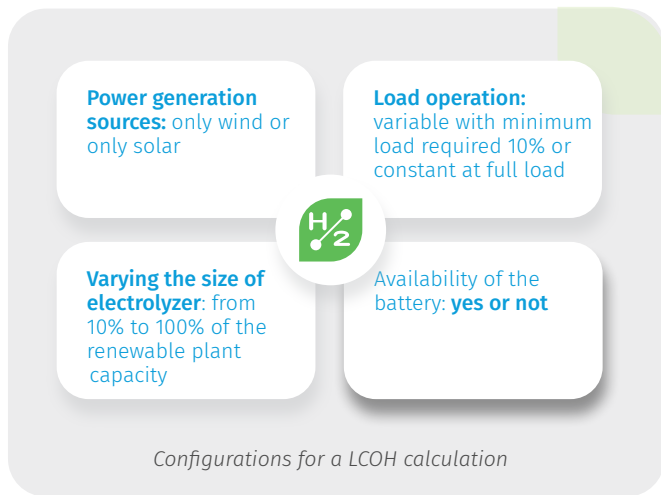 Power generation
sources: only wind or
only solar
Load operation:
variable with minimum
load required 10% or
constant at full load
H2
Varying the size of
electrolyzer: from
10% to 100% of the
renewable plant
capacity
Availability of the
battery: yes or not
Configurations for a LCOH calculation